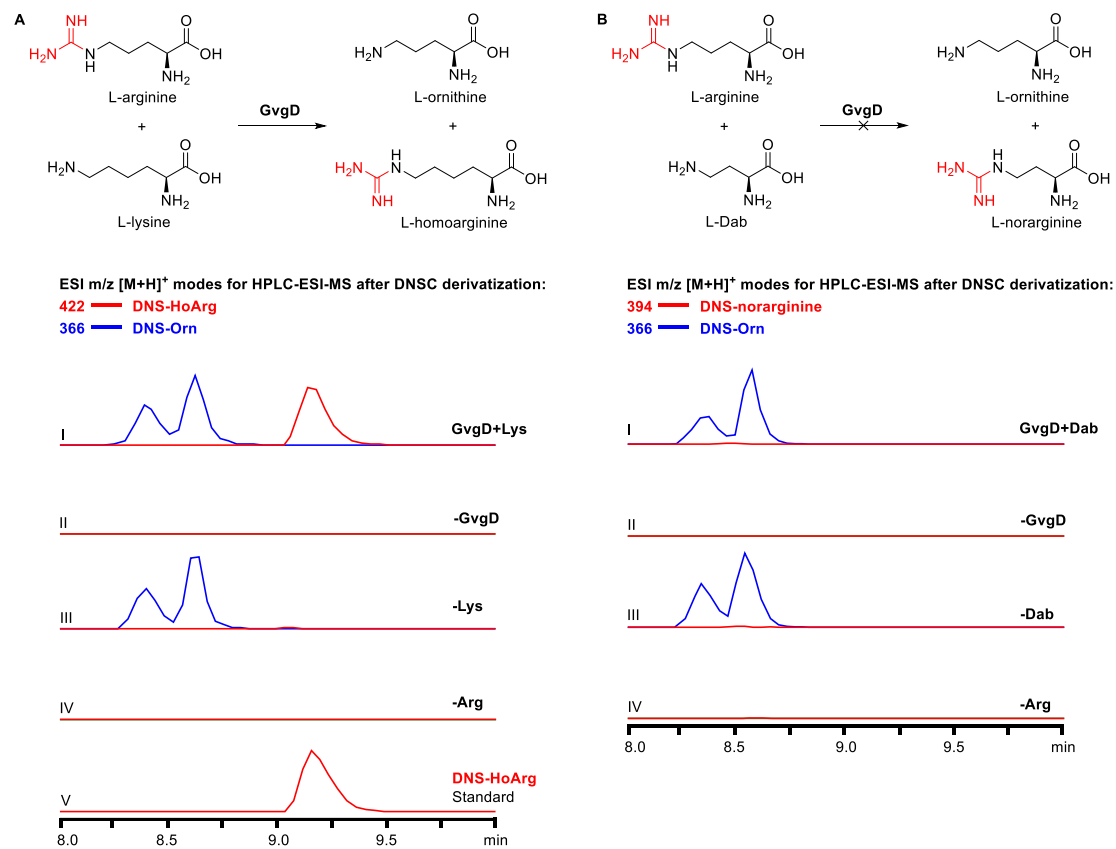 A
NH
H₂N
N
H
O
OH
NH₂
L-arginine
+
H₂N
O
OH
NH₂
L-lysine
GvgD
H₂N
O
OH
NH₂
L-ornithine
+
H₂N
H
N
NH
O
OH
NH₂
L-homoarginine
ESI m/z [M+H]⁺ modes for HPLC-ESI-MS after DNSC derivatization:
422 DNS-HoArg
366 DNS-Orn
I GvgD+Lys
II -GvgD
III -Lys
IV -Arg
V DNS-HoArg
Standard
8.0 8.5 9.0 9.5 min
B
NH
H₂N
N
H
O
OH
NH₂
L-arginine
+
H₂N
O
OH
NH₂
L-Dab
GvgD
H₂N
O
OH
NH₂
L-ornithine
+
H₂N
H
N
NH
O
OH
NH₂
L-norarginine
ESI m/z [M+H]⁺ modes for HPLC-ESI-MS after DNSC derivatization:
394 DNS-norarginine
366 DNS-Orn
I GvgD+Dab
II -GvgD
III -Dab
IV -Arg
8.0 8.5 9.0 9.5 min